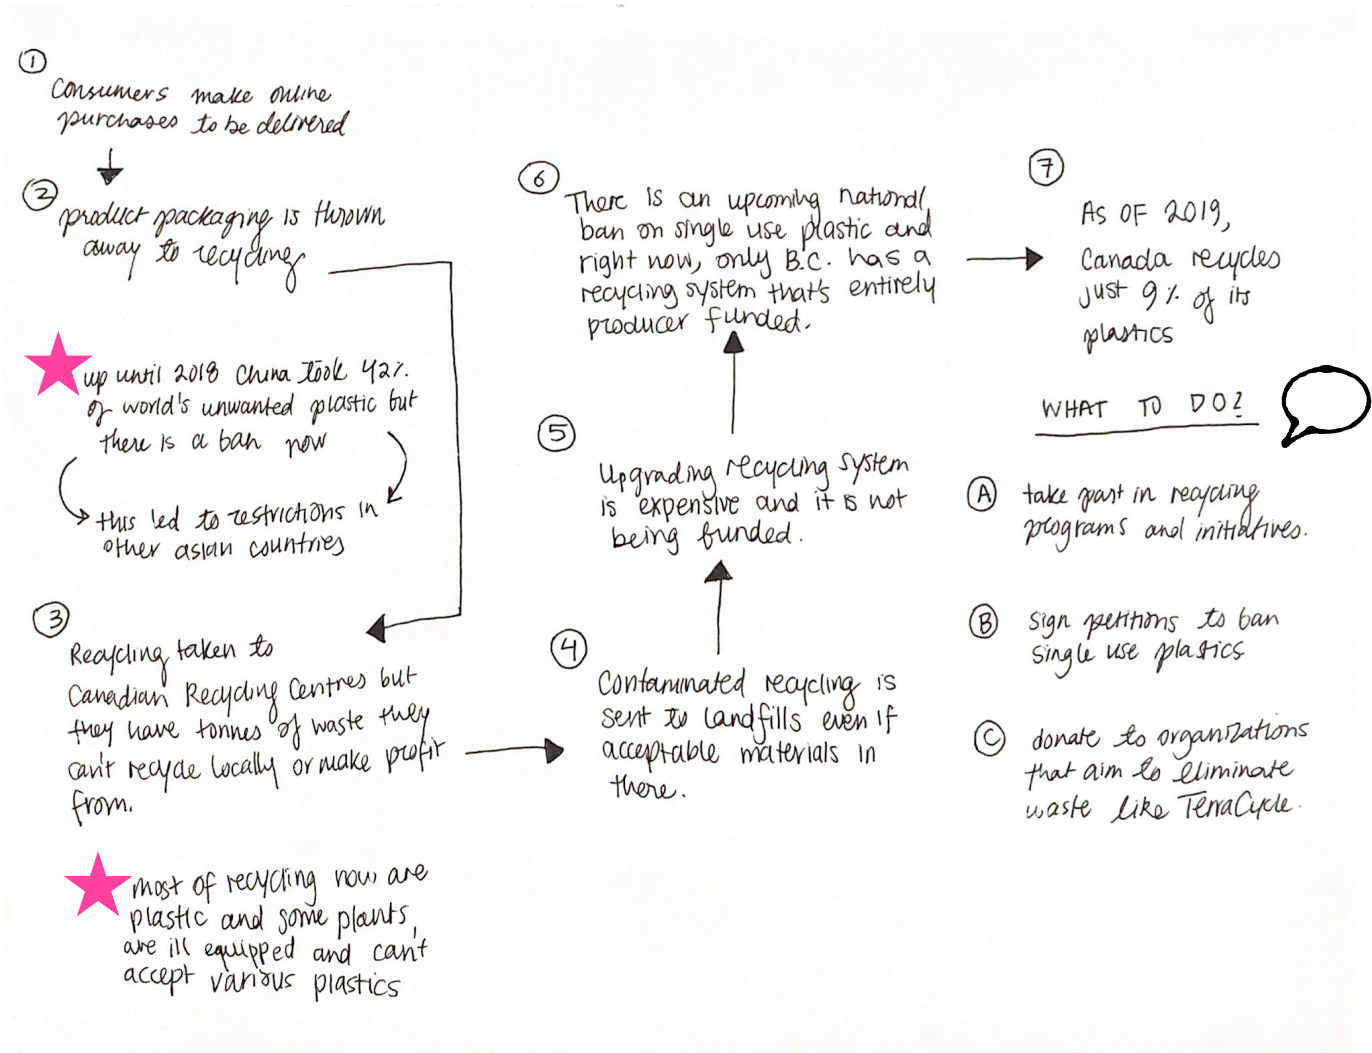 1
Consumers make online
purchases to be delivered
2
product packaging is thrown
away to recycling
up until 2018 China took 42%
of world's unwanted plastic but
there is a ban now
this led to restrictions in
other asian countries
3
Recycling taken to
Canadian Recycling Centres but
they have tonnes of waste they
can't recycle locally or make profit
from.
most of recycling now are
plastic and some plants,
are ill equipped and can't
accept various plastics
4
Contaminated recycling is
sent to landfills even if
acceptable materials in
there.
5
Upgrading recycling system
is expensive and it is not
being funded.
6
There is an upcoming national
ban on single use plastic and
right now, only B.C. has a
recycling system that's entirely
producer funded.
7
AS OF 2019,
Canada recycles
just 9% of its
plastics
WHAT TO DO?
A
take part in recycling
programs and initiatives.
B
sign petitions to ban
single use plastics
C
donate to organizations
that aim to eliminate
waste like TerraCycle.